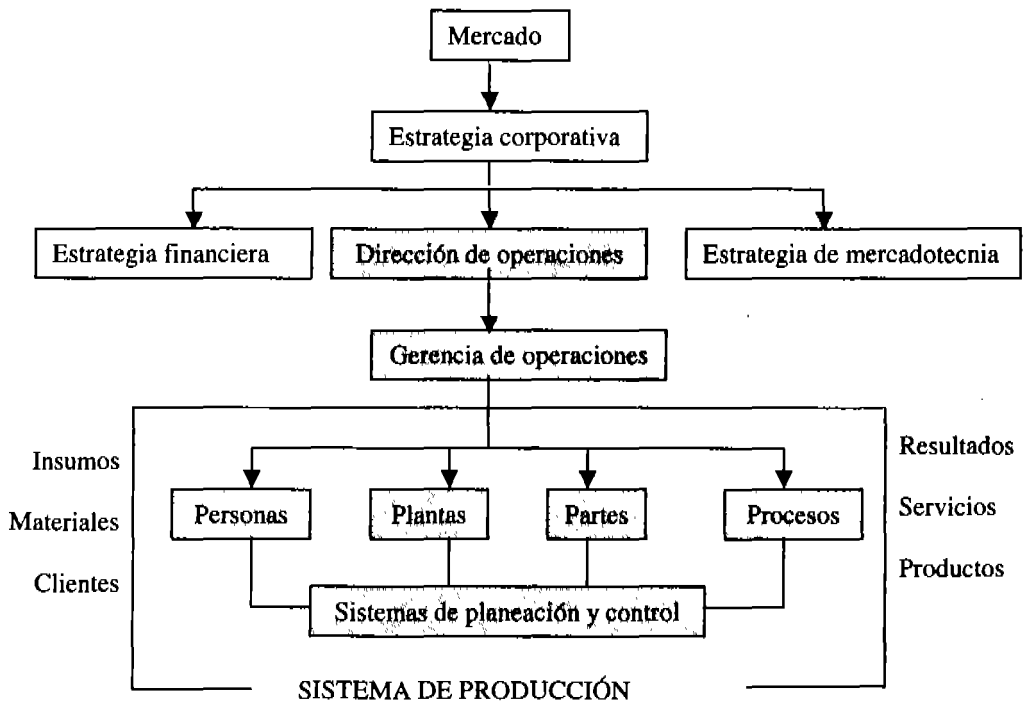 Mercado
Estrategia corporativa
Estrategia financiera
Dirección de operaciones
Estrategia de mercadotecnia
Gerencia de operaciones
Insumos
Materiales
Clientes
Personas
Plantas
Partes
Procesos
Resultados
Servicios
Productos
Sistemas de planeación y control
SISTEMA DE PRODUCCIÓN